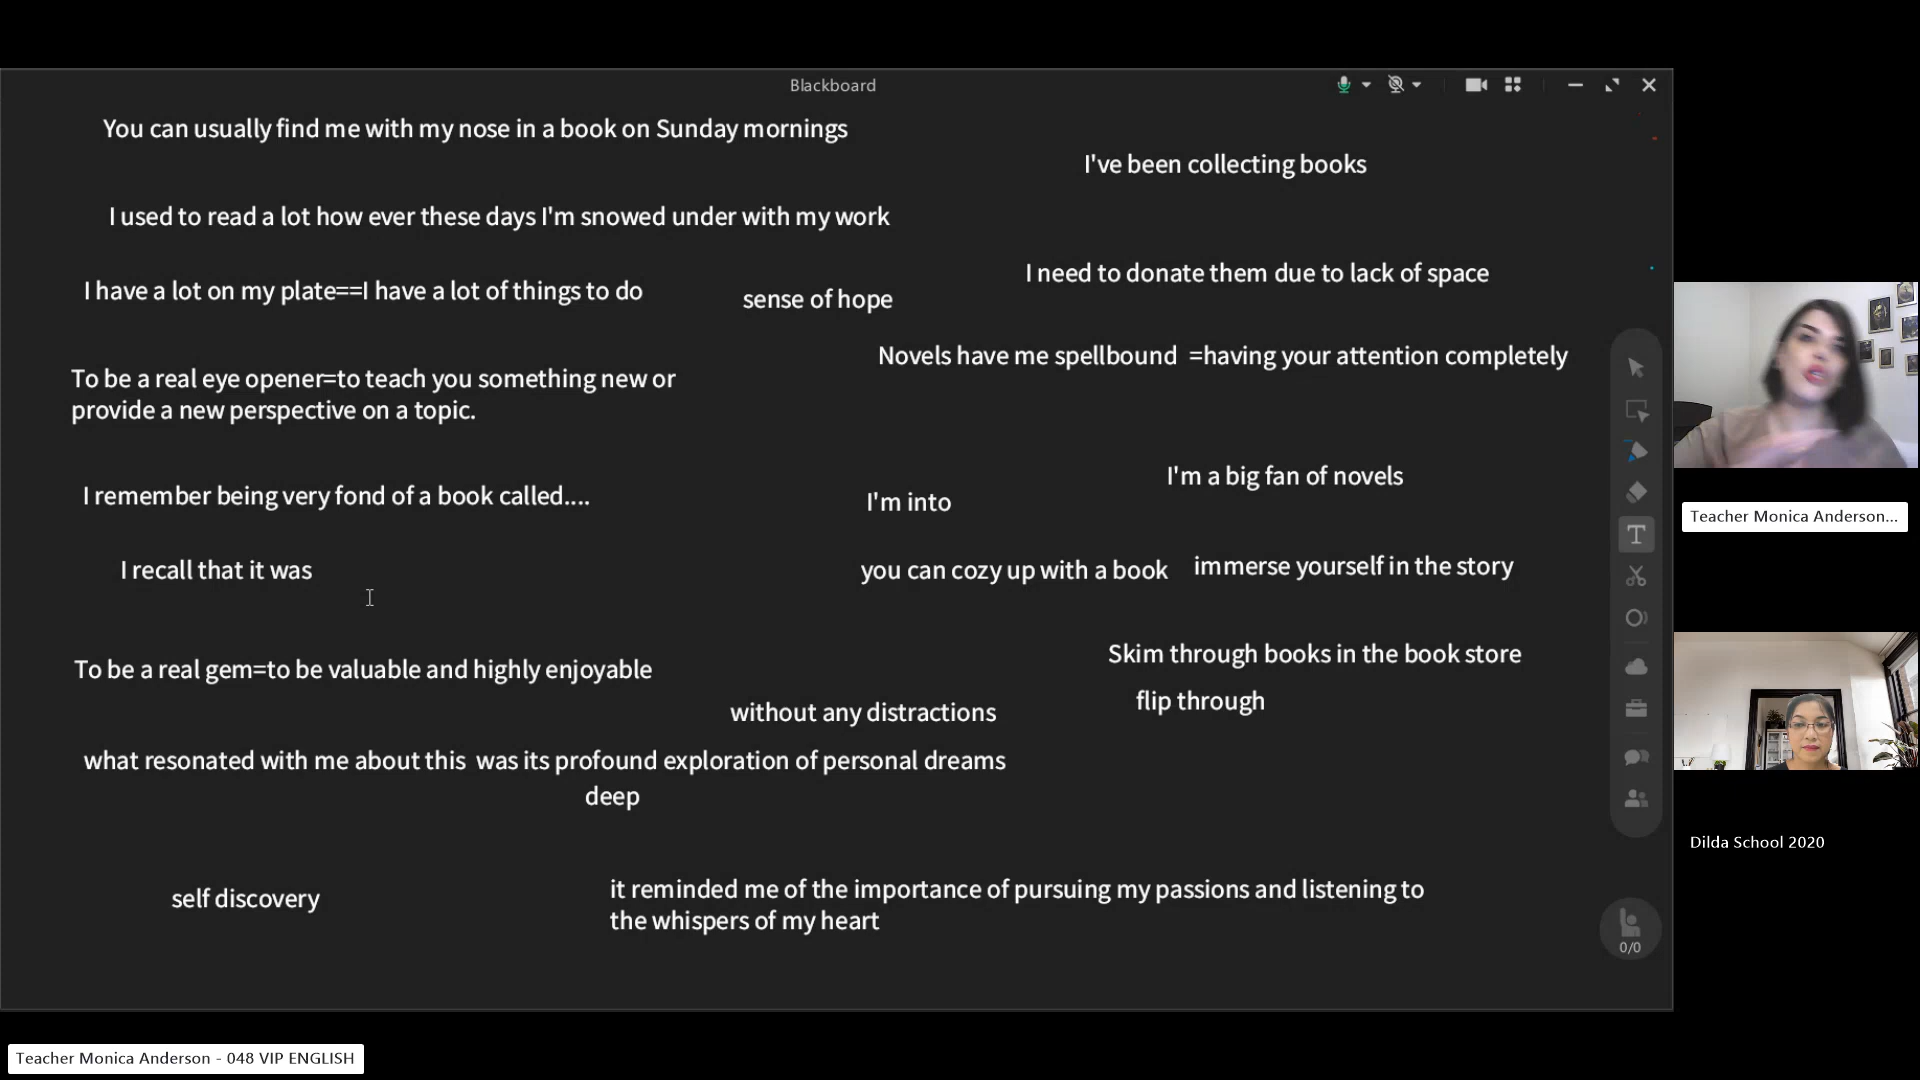 Blackboard
You can usually find me with my nose in a book on Sunday mornings
I've been collecting books
I used to read a lot how ever these days I'm snowed under with my work
I need to donate them due to lack of space
I have a lot on my plate==I have a lot of things to do
sense of hope
Novels have me spellbound =having your attention completely
To be a real eye opener=to teach you something new or
provide a new perspective on a topic.
I'm a big fan of novels
I remember being very fond of a book called....
I'm into
I recall that it was
you can cozy up with a book
immerse yourself in the story
Skim through books in the book store
To be a real gem=to be valuable and highly enjoyable
flip through
without any distractions
what resonated with me about this was its profound exploration of personal dreams
deep
self discovery
it reminded me of the importance of pursuing my passions and listening to
the whispers of my heart
T
0/0
Teacher Monica Anderson...
Dilda School 2020
Teacher Monica Anderson - 048 VIP ENGLISH